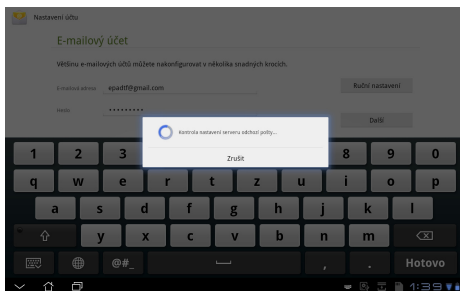 Nastavení účtu
E-mailový účet
Většinu e-mailových účtů můžete nakonfigurovat v několika snadných krocích.
E-mailová adresa epadtf@gmail.com Ruční nastavení
Heslo •••••••••
Další
Kontrola nastavení serveru odchozí pošty...
Zrušit
1 2 3 8 9 0
q w e r t z u i o p
a s d f g h j k l
y x c v b n m
@#_ , . Hotovo
1:39